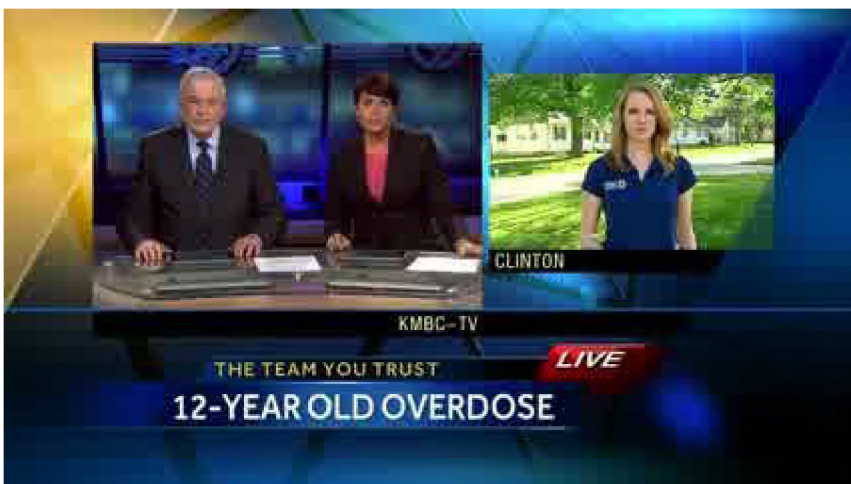 CLINTON
KMBC-TV
THE TEAM YOU TRUST
LIVE
12-YEAR OLD OVERDOSE